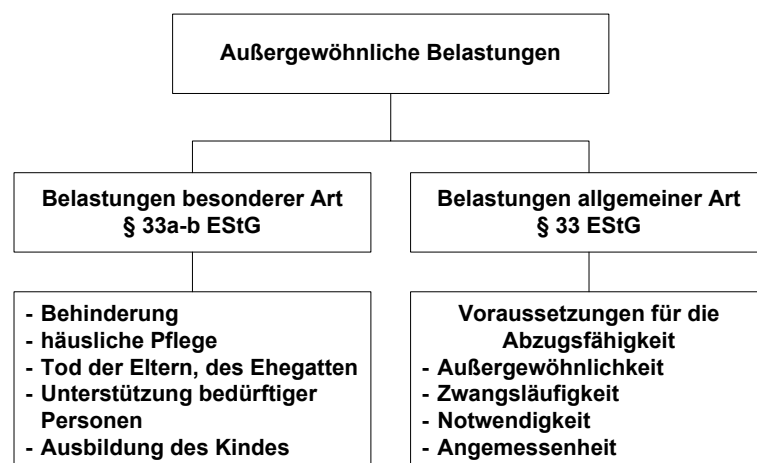 Außergewöhnliche Belastungen
Belastungen besonderer Art
§ 33a-b EStG
- Behinderung
- häusliche Pflege
- Tod der Eltern, des Ehegatten
- Unterstützung bedürftiger
Personen
- Ausbildung des Kindes
Belastungen allgemeiner Art
§ 33 EStG
Voraussetzungen für die
Abzugsfähigkeit
- Außergewöhnlichkeit
- Zwangsläufigkeit
- Notwendigkeit
- Angemessenheit